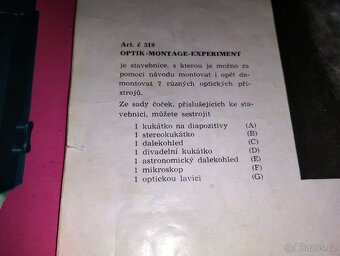 Art. č 519
OPTIK-MONTAGE-EXPERIMENT
je stavebnice, s kterou je možno za
pomoci návodu montovat i opět de-
montovat 7 různých optických pří-
strojů.
Ze sady čoček, příslušejících ke sta-
vebnici, můžete sestrojit
1 kukátko na diapozitivy (A)
1 stereokukátko (B)
1 dalekohled (C)
1 divadelní kukátko (D)
1 astronomický dalekohled (E)
1 mikroskop (F)
1 optickou lavici (G)